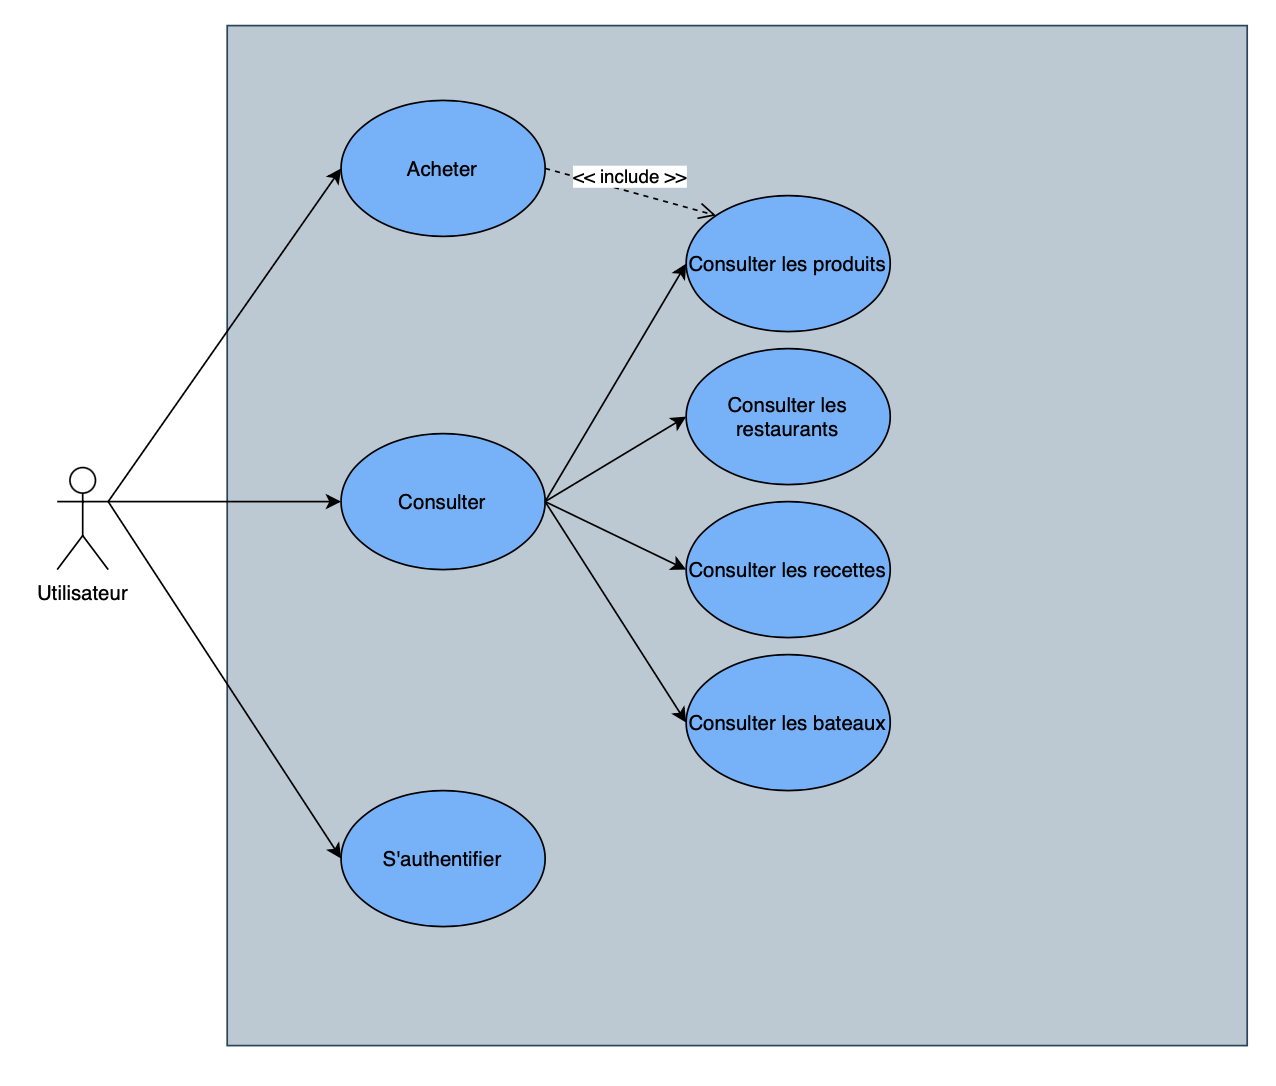 Acheter
<< include >>
Consulter les produits
Consulter les
restaurants
Consulter
Consulter les recettes
Utilisateur
Consulter les bateaux
S'authentifier